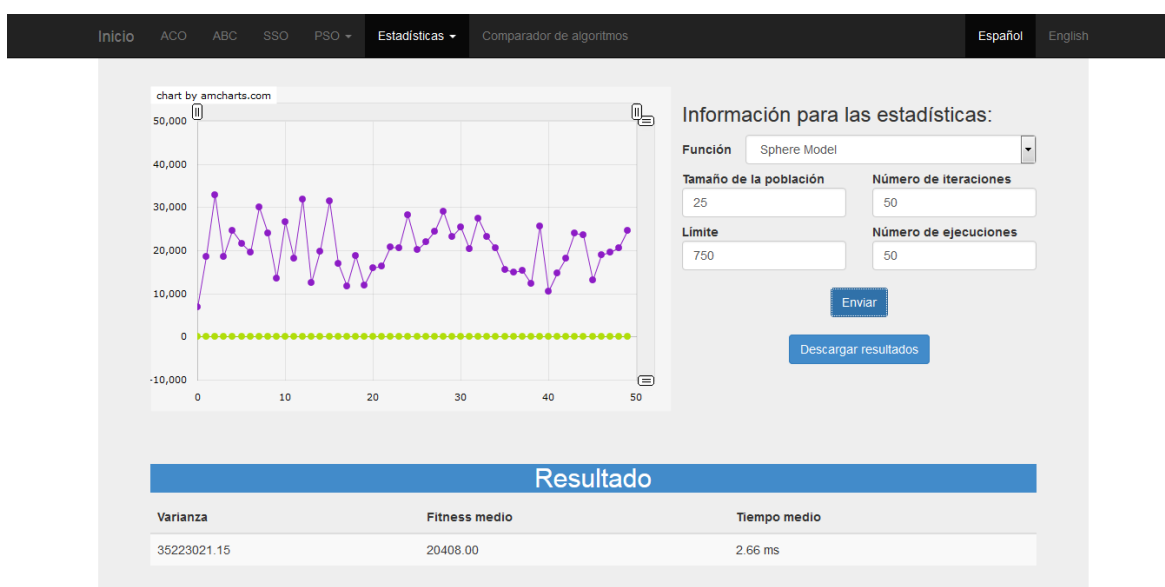 Inicio ACO ABC SSO PSO Estadísticas Comparador de algoritmos Español English
chart by amcharts.com
50,000
40,000
30,000
20,000
10,000
0
-10,000
0 10 20 30 40 50
Información para las estadísticas:
Función Sphere Model
Tamaño de la población Número de iteraciones
25 50
Límite Número de ejecuciones
750 50
Enviar
Descargar resultados
Resultado
Varianza Fitness medio Tiempo medio
35223021.15 20408.00 2.66 ms